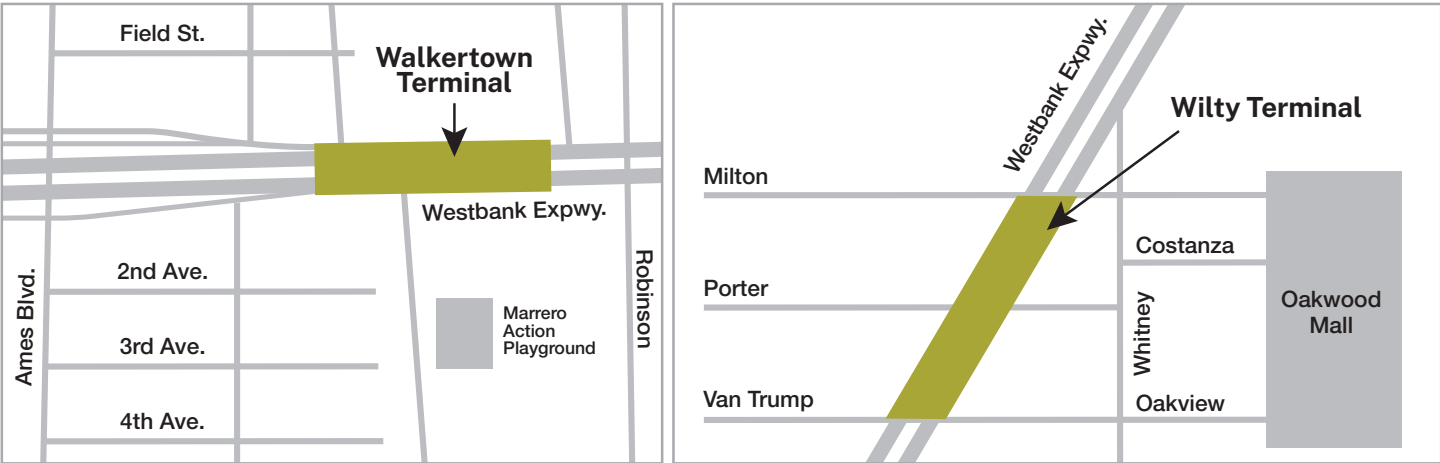 Field St.
Walkertown
Terminal
Westbank Expwy.
2nd Ave.
Ames Blvd.
Robinson
Marrero
Action
Playground
3rd Ave.
4th Ave.
Westbank Expwy.
Wilty Terminal
Milton
Costanza
Porter
Whitney
Oakwood
Mall
Van Trump
Oakview